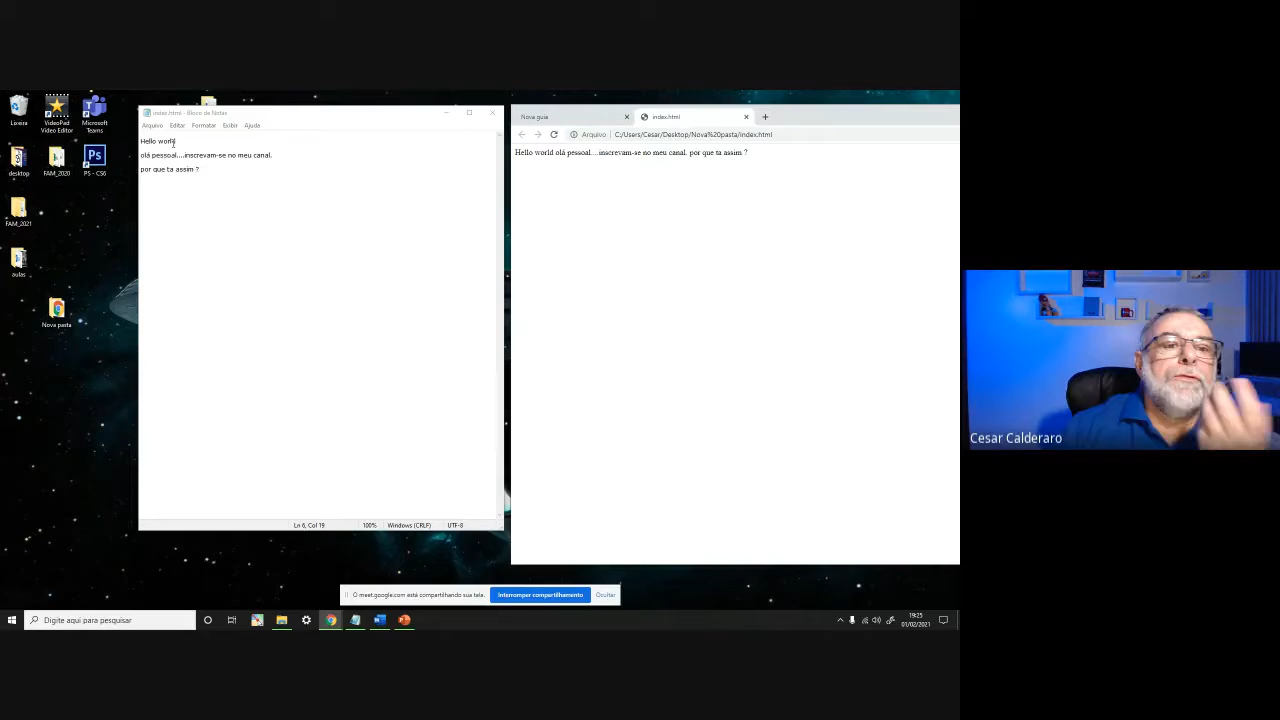 Lixeira
VideoPad Video Editor
Microsoft Teams
desktop
FAM_2020
PS - CS6
FAM_2021
aulas
Nova pasta
index.html - Bloco de Notas
Arquivo Editar Formatar Exibir Ajuda
Hello world
olá pessoal....inscrevam-se no meu canal.
por que ta assim ?
Ln 6, Col 19 100% Windows (CRLF) UTF-8
Nova guia index.html
Arquivo C:/Users/Cesar/Desktop/Nova%20pasta/index.html
Hello world olá pessoal....inscrevam-se no meu canal. por que ta assim ?
Cesar Calderaro
O meet.google.com está compartilhando sua tela. Interromper compartilhamento Ocultar
Digite aqui para pesquisar
19:25
01/02/2021